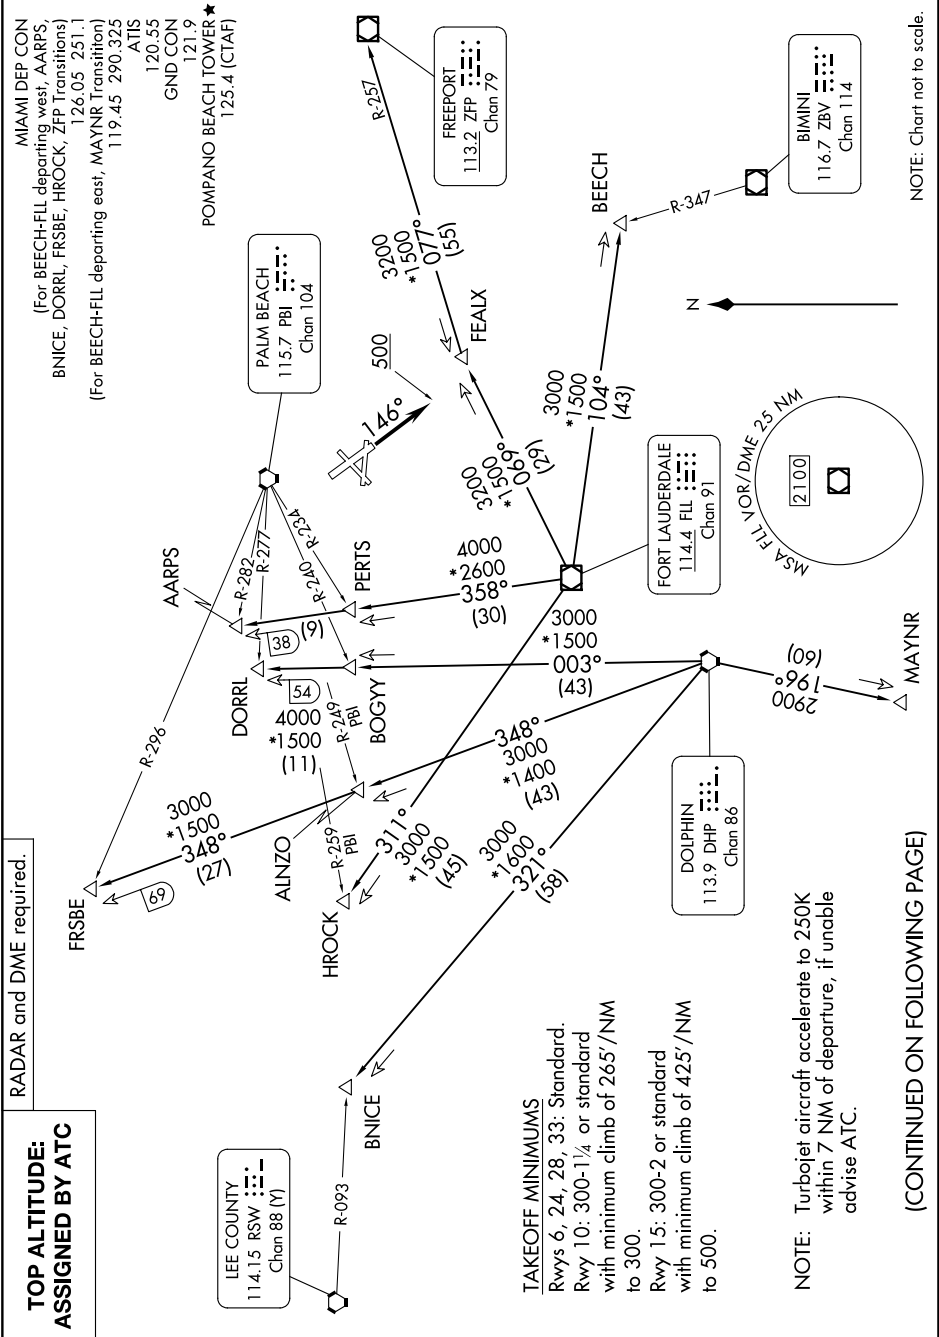 TOP ALTITUDE:
ASSIGNED BY ATC
RADAR and DME required.
MIAMI DEP CON
(For BEECH-FLL departing west, AARPS,
BNICE, DORRL, FRSBE, HROCK, ZFP Transitions)
126.05 251.1
(For BEECH-FLL departing east, MAYNR Transititon)
119.45 290.325
ATIS
120.55
GND CON
121.9
POMPANO BEACH TOWER★
125.4 (CTAF)
LEE COUNTY
114.15 RSW
Chan 88 (Y)
R-093
BNICE
FRSBE
69
R-296
3000
*1500
348°
(27)
AARPS
DORRL
54
4000
*1500
(11)
38
(9)
R-282
R-277
R-240
R-234
PALM BEACH
115.7 PBI
Chan 104
PERTS
BOGYY
R-249
PBI
ALNZO
R-259
PBI
HROCK
146°
500
FEALX
3200
*1500
077°
(55)
R-257
FREEPORT
113.2 ZFP
Chan 79
3200
*1500
069°
(29)
4000
*2600
358°
(30)
3000
*1500
003°
(43)
348°
3000
*1400
(43)
311°
3000
*1500
(45)
3000
*1600
321°
(58)
3000
*1500
104°
(43)
BEECH
R-347
BIMINI
116.7 ZBV
Chan 114
FORT LAUDERDALE
114.4 FLL
Chan 91
DOLPHIN
113.9 DHP
Chan 86
2900
196°
(60)
MAYNR
N
MSA FLL VOR/DME 25 NM
2100
NOTE: Chart not to scale.
TAKEOFF MINIMUMS
Rwys 6, 24, 28, 33: Standard.
Rwy 10: 300-1¼ or standard
with minimum climb of 265'/NM
to 300.
Rwy 15: 300-2 or standard
with minimum climb of 425'/NM
to 500.
NOTE: Turbojet aircraft accelerate to 250K
within 7 NM of departure, if unable
advise ATC.
(CONTINUED ON FOLLOWING PAGE)